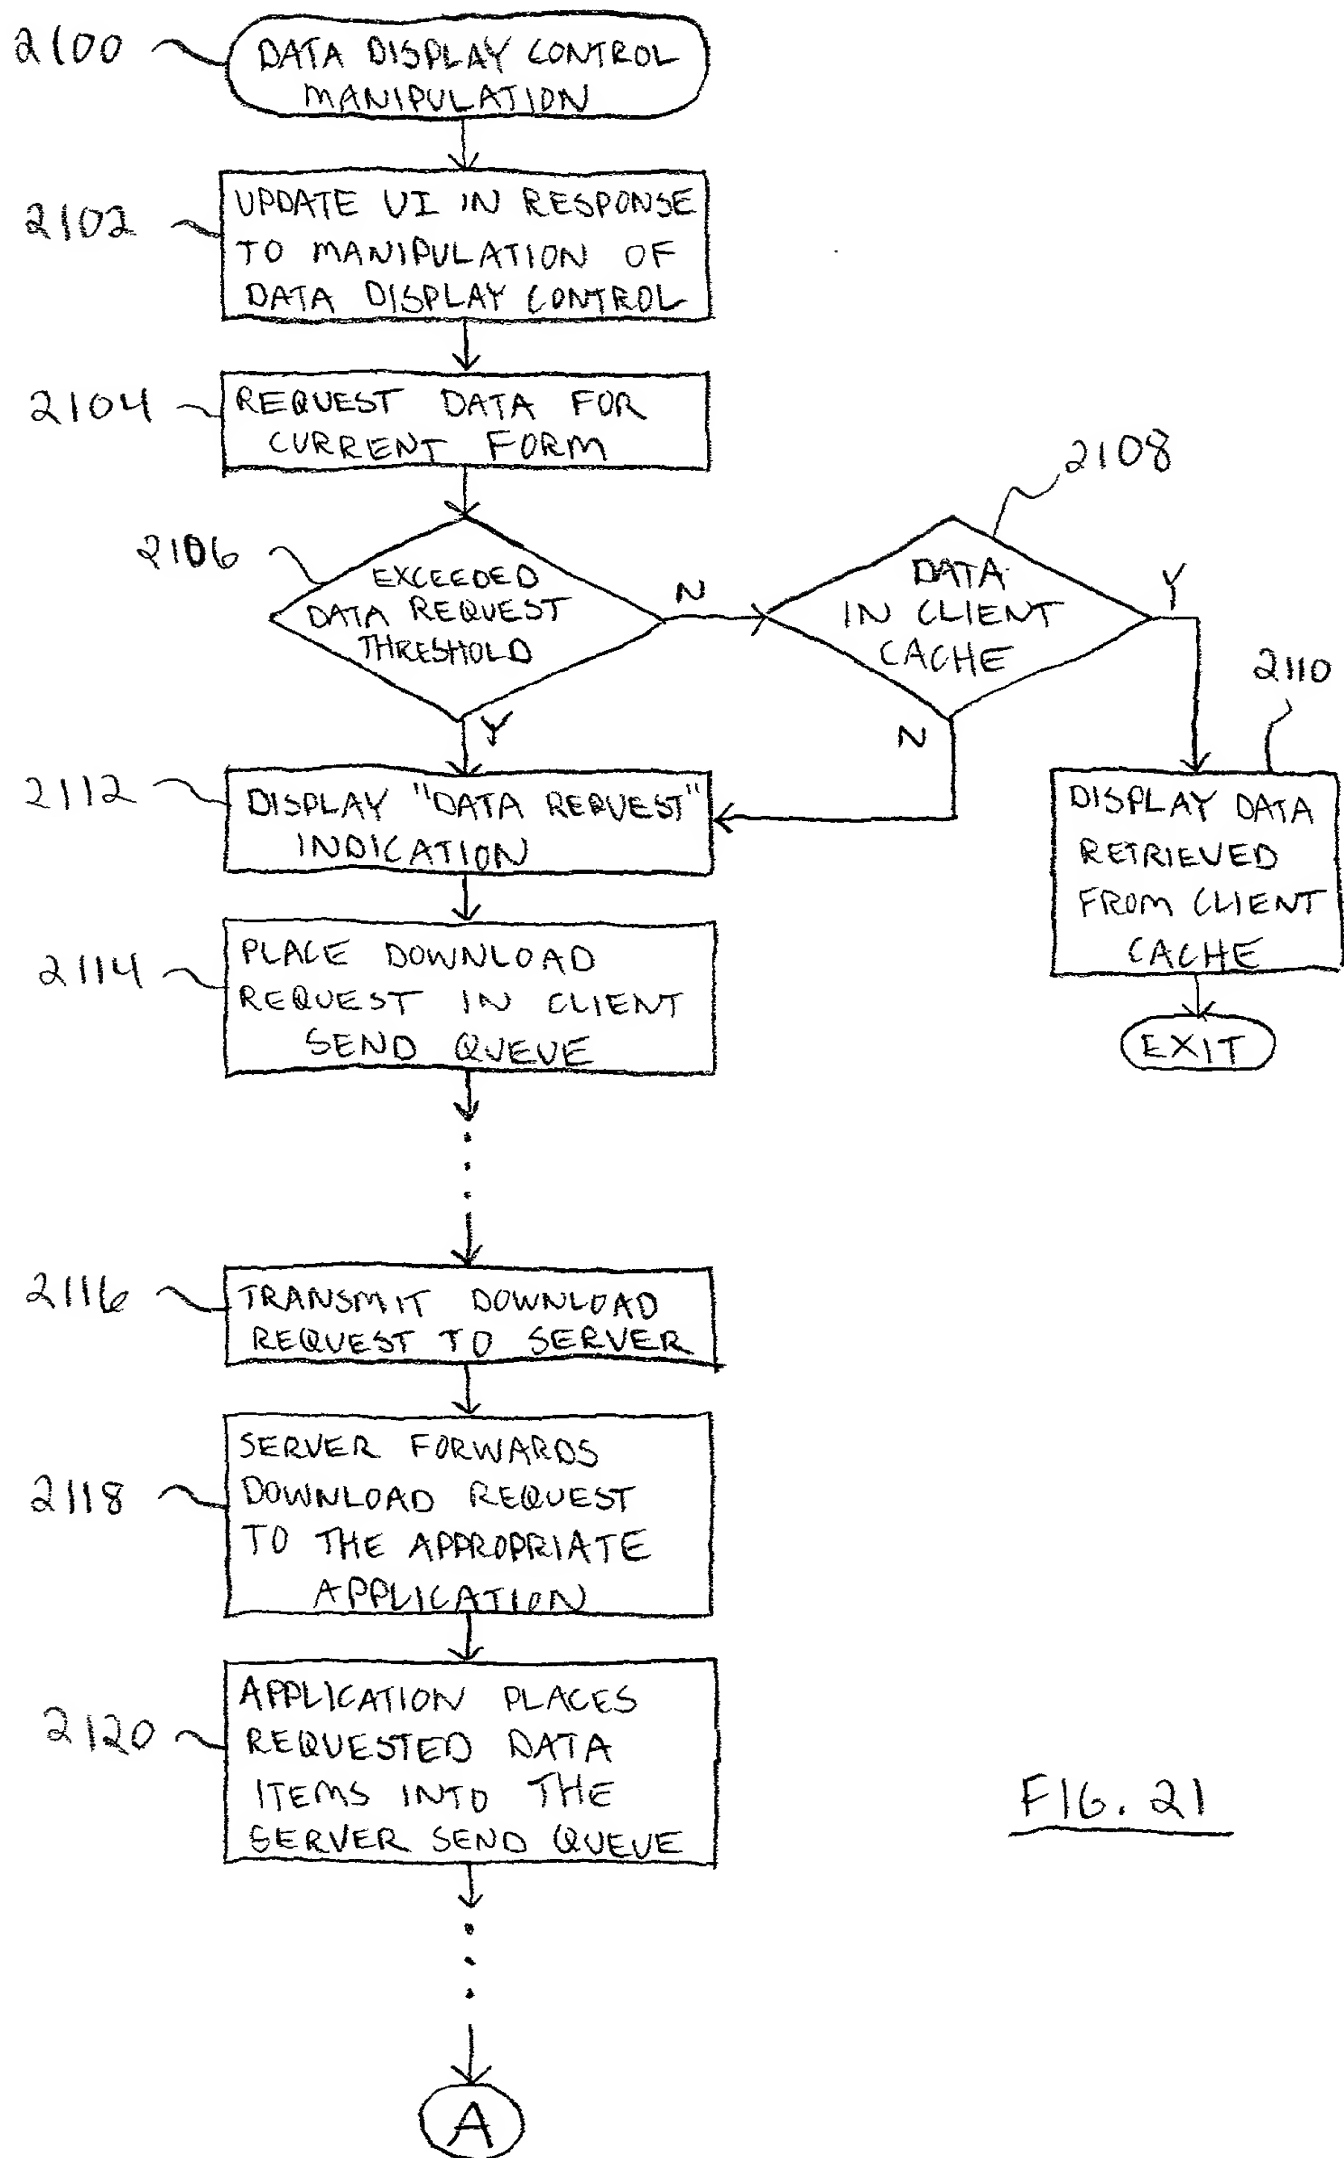 2100
DATA DISPLAY CONTROL
MANIPULATION
2102
UPDATE UI IN RESPONSE
TO MANIPULATION OF
DATA DISPLAY CONTROL
2104
REQUEST DATA FOR
CURRENT FORM
2106
EXCEEDED
DATA REQUEST
THRESHOLD
N
Y
2108
DATA
IN CLIENT
CACHE
Y
N
2110
DISPLAY DATA
RETRIEVED
FROM CLIENT
CACHE
EXIT
2112
DISPLAY "DATA REQUEST"
INDICATION
2114
PLACE DOWNLOAD
REQUEST IN CLIENT
SEND QUEUE
2116
TRANSMIT DOWNLOAD
REQUEST TO SERVER
2118
SERVER FORWARDS
DOWNLOAD REQUEST
TO THE APPROPRIATE
APPLICATION
2120
APPLICATION PLACES
REQUESTED DATA
ITEMS INTO THE
SERVER SEND QUEUE
A
FIG. 21